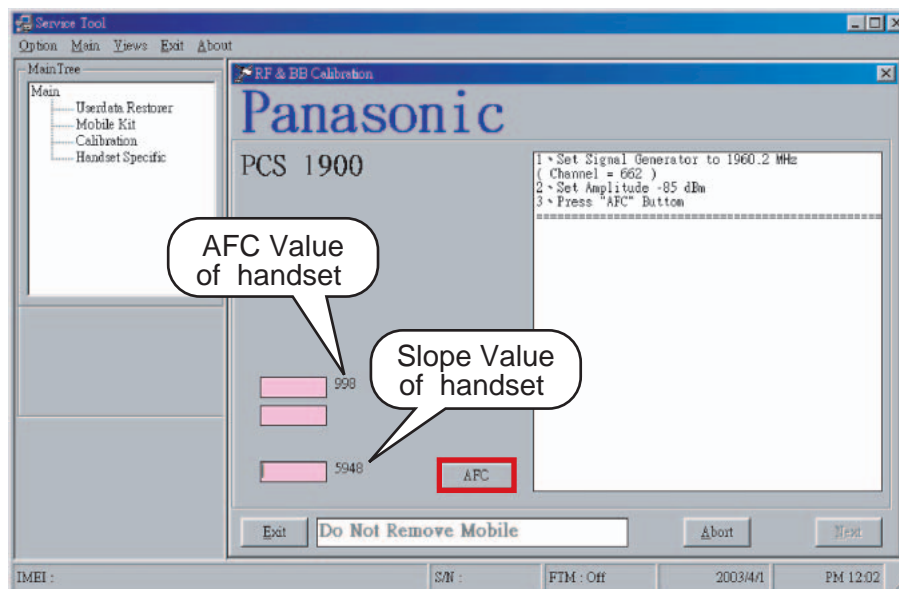 Service Tool
Option Main Views Exit About
MainTree
Main
Userdata Restorer
Mobile Kit
Calibration
Handset Specific
RF & BB Calibration
Panasonic
PCS 1900
1、Set Signal Generator to 1960.2 MHz
( Channel = 662 )
2、Set Amplitude -85 dBm
3、Press "AFC" Button
==================================================
AFC Value
of handset
998
Slope Value
of handset
5948
AFC
Exit
Do Not Remove Mobile
Abort
Next
IMEI :
S/N :
FTM : Off
2003/4/1
PM 12:02